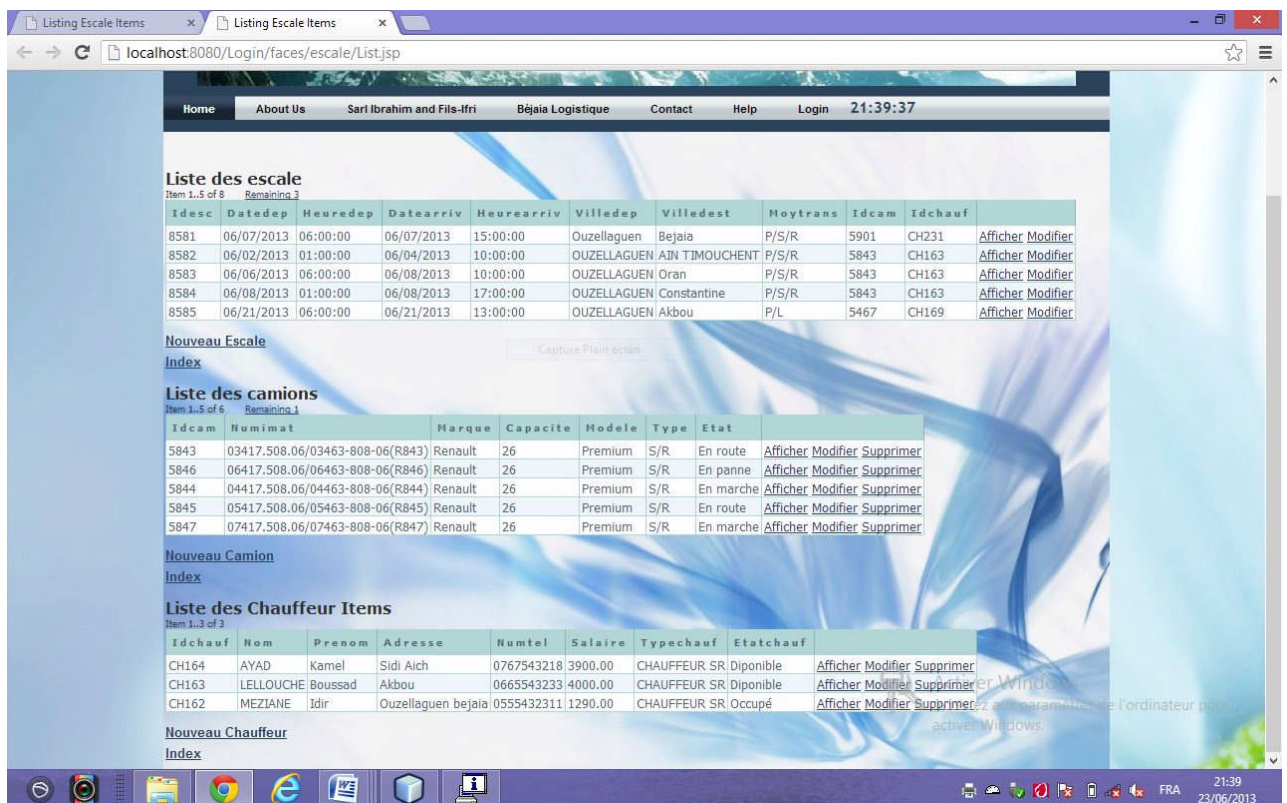 Listing Escale Items × Listing Escale Items ×
localhost:8080/Login/faces/escale/List.jsp
Home About Us Sarl Ibrahim and Fils-Ifri Béjaia Logistique Contact Help Login 21:39:37
Liste des escale
Item 1..5 of 8 Remaining 3
Idesc Datedep Heuredep Datearriv Heurearriv Villedep Villedest Moytrans Idcam Idchauf
8581 06/07/2013 06:00:00 06/07/2013 15:00:00 Ouzellaguen Bejaia P/S/R 5901 CH231 Afficher Modifier
8582 06/02/2013 01:00:00 06/04/2013 10:00:00 OUZELLAGUEN AIN TIMOUCHENT P/S/R 5843 CH163 Afficher Modifier
8583 06/06/2013 06:00:00 06/08/2013 10:00:00 OUZELLAGUEN Oran P/S/R 5843 CH163 Afficher Modifier
8584 06/08/2013 01:00:00 06/08/2013 17:00:00 OUZELLAGUEN Constantine P/S/R 5843 CH163 Afficher Modifier
8585 06/21/2013 06:00:00 06/21/2013 13:00:00 OUZELLAGUEN Akbou P/L 5467 CH169 Afficher Modifier
Nouveau Escale
Capture Plein écran
Index
Liste des camions
Item 1..5 of 6 Remaining 1
Idcam Numimat Marque Capacite Modele Type Etat
5843 03417.508.06/03463-808-06(R843) Renault 26 Premium S/R En route Afficher Modifier Supprimer
5846 06417.508.06/06463-808-06(R846) Renault 26 Premium S/R En panne Afficher Modifier Supprimer
5844 04417.508.06/04463-808-06(R844) Renault 26 Premium S/R En marche Afficher Modifier Supprimer
5845 05417.508.06/05463-808-06(R845) Renault 26 Premium S/R En route Afficher Modifier Supprimer
5847 07417.508.06/07463-808-06(R847) Renault 26 Premium S/R En marche Afficher Modifier Supprimer
Nouveau Camion
Index
Liste des Chauffeur Items
Item 1..3 of 3
Idchauf Nom Prenom Adresse Numtel Salaire Typechauf Etatchauf
CH164 AYAD Kamel Sidi Aich 0767543218 3900.00 CHAUFFEUR SR Diponible Afficher Modifier Supprimer
CH163 LELLOUCHE Boussad Akbou 0665543233 4000.00 CHAUFFEUR SR Diponible Afficher Modifier Supprimer
CH162 MEZIANE Idir Ouzellaguen bejaia 0555432311 1290.00 CHAUFFEUR SR Occupé Afficher Modifier Supprimer
Activer Windows
aux paramètres de l'ordinateur pour
activer Windows.
Nouveau Chauffeur
Index
FRA 21:39
23/06/2013